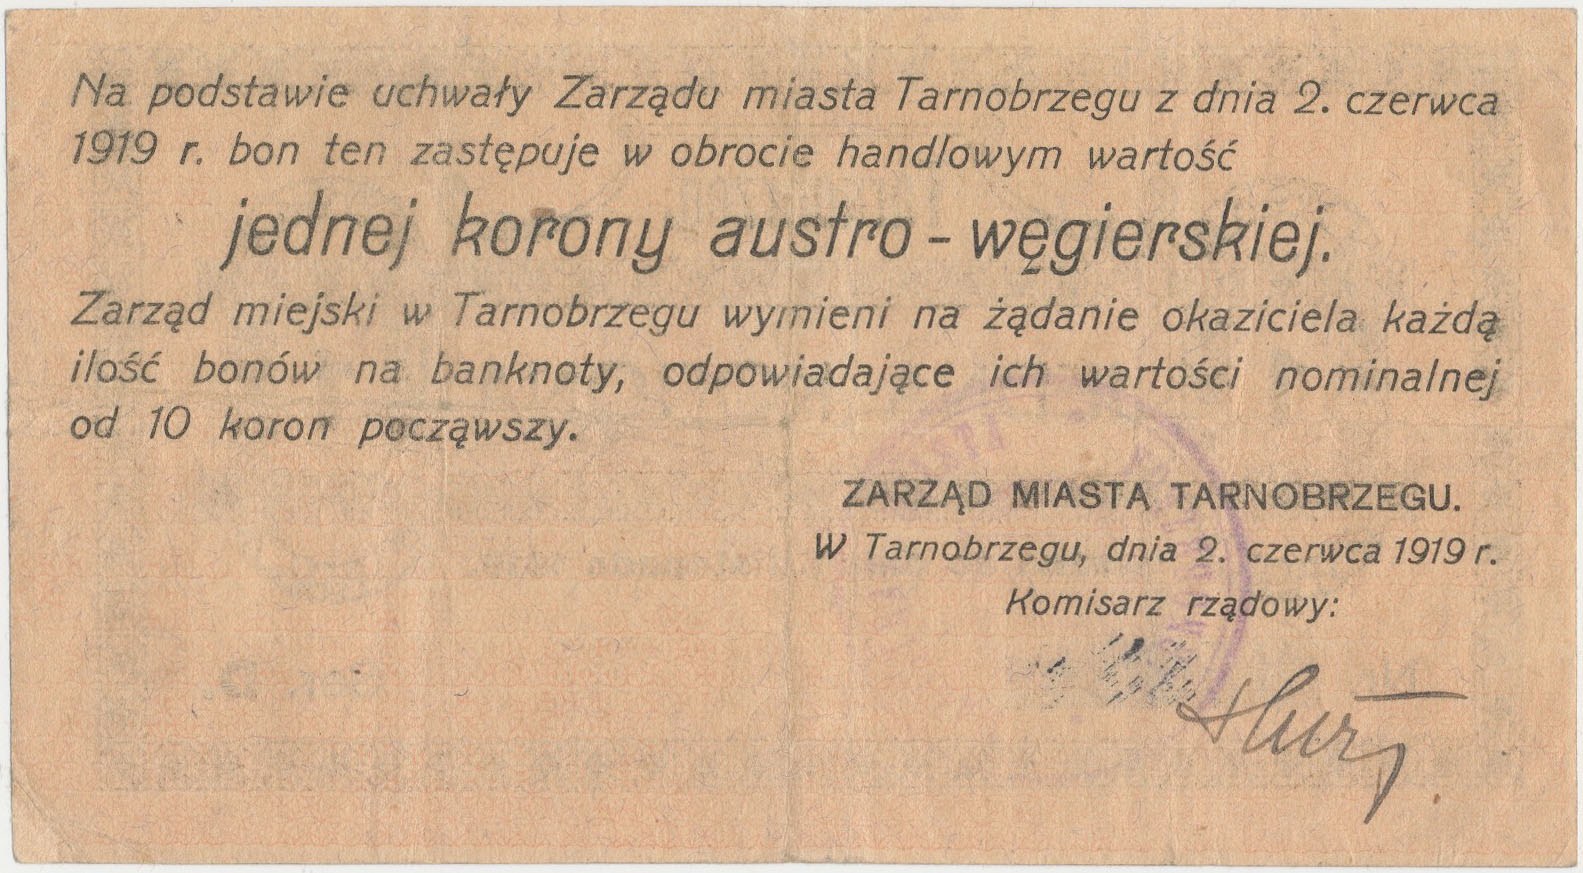 Na podstawie uchwały Zarządu miasta Tarnobrzegu z dnia 2. czerwca
1919 r. bon ten zastępuje w obrocie handlowym wartość
jednej korony austro - węgierskiej.
Zarząd miejski w Tarnobrzegu wymieni na żądanie okaziciela każdą
ilość bonów na banknoty, odpowiadające ich wartości nominalnej
od 10 koron począwszy.
ZARZĄD MIASTA TARNOBRZEGU.
W Tarnobrzegu, dnia 2. czerwca 1919 r.
Komisarz rządowy: